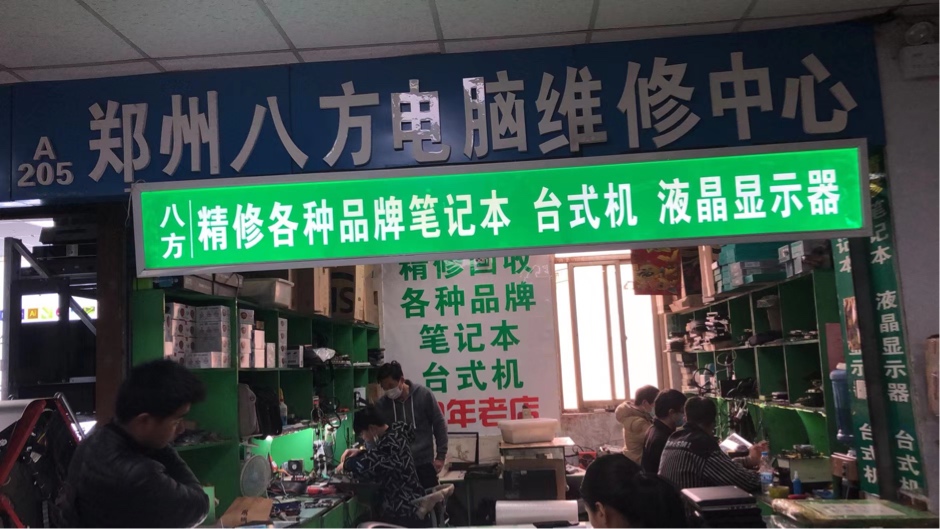 A
205
郑州八方电脑维修中心
八方
精修各种品牌笔记本 台式机 液晶显示器
精修回收
各种品牌
笔记本
台式机
年老店
笔记本
液晶显示器
台式机